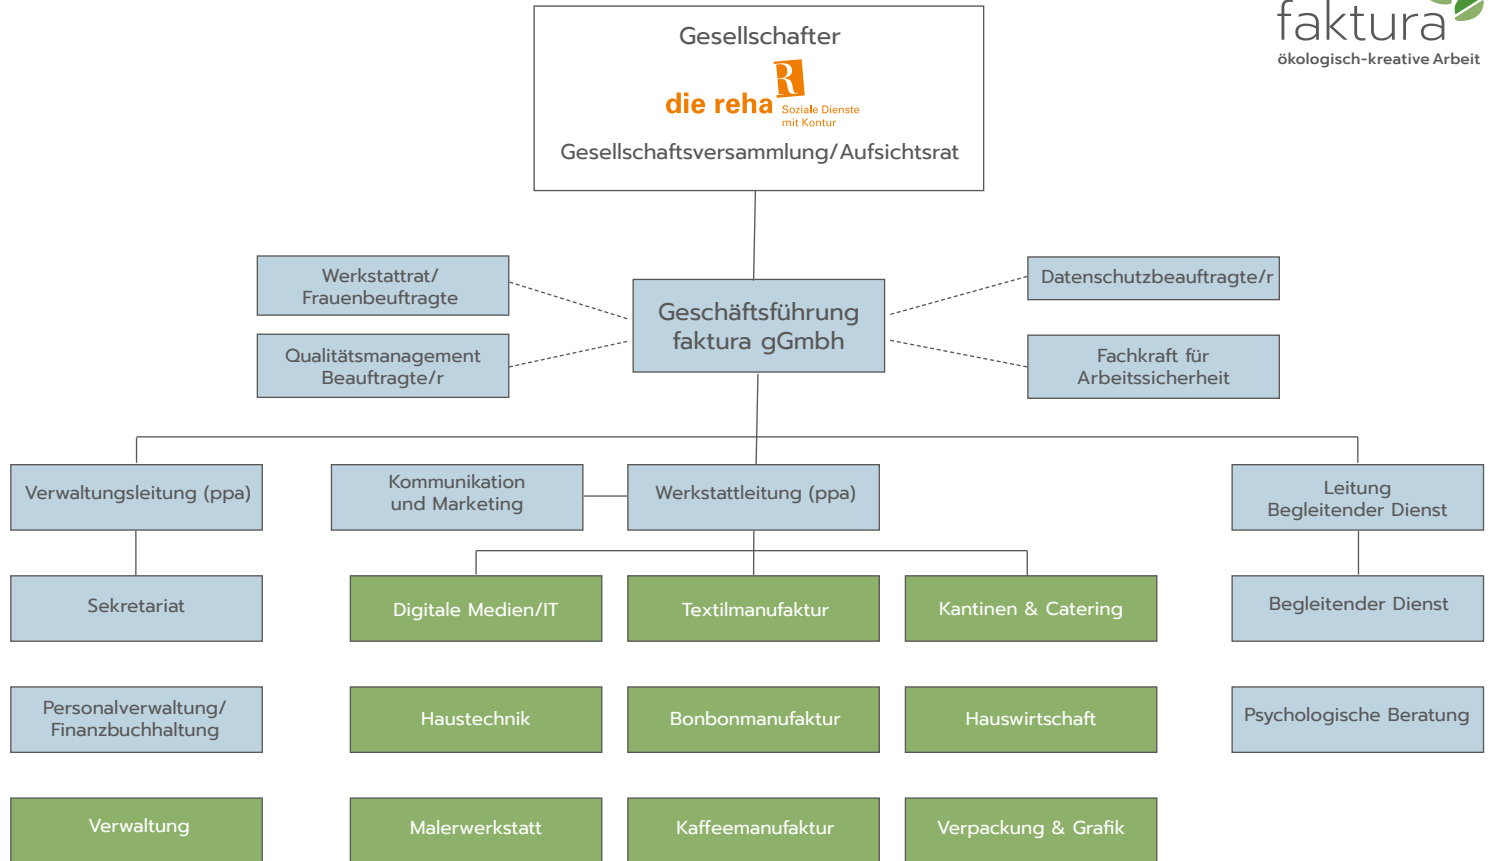 Gesellschafter
die reha
R
Soziale Dienste
mit Kontur
Gesellschaftsversammlung/Aufsichtsrat
faktura
ökologisch-kreative Arbeit
Werkstattrat/
Frauenbeuftragte
Qualitätsmanagement
Beauftragte/r
Geschäftsführung
faktura gGmbh
Datenschutzbeauftragte/r
Fachkraft für
Arbeitssicherheit
Verwaltungsleitung (ppa)
Kommunikation
und Marketing
Werkstattleitung (ppa)
Leitung
Begleitender Dienst
Sekretariat
Digitale Medien/IT
Textilmanufaktur
Kantinen & Catering
Begleitender Dienst
Personalverwaltung/
Finanzbuchhaltung
Haustechnik
Bonbonmanufaktur
Hauswirtschaft
Psychologische Beratung
Verwaltung
Malerwerkstatt
Kaffeemanufaktur
Verpackung & Grafik